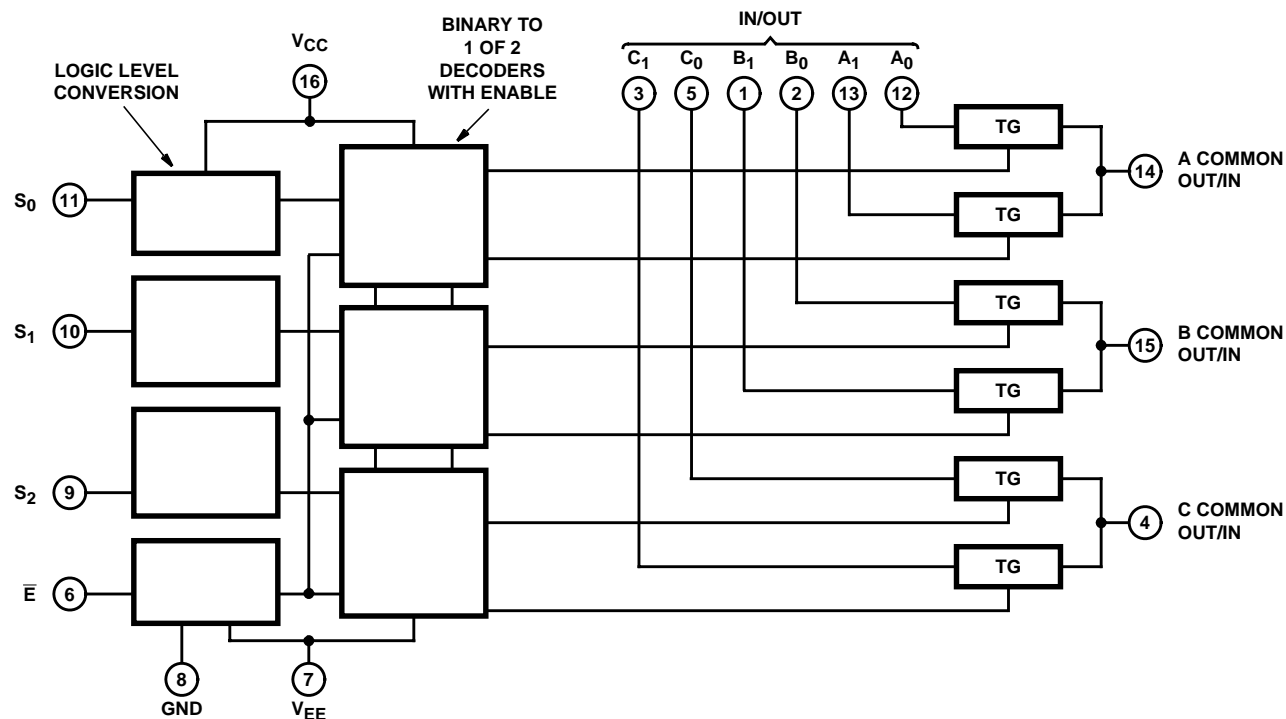 IN/OUT
BINARY TO
1 OF 2
DECODERS
WITH ENABLE
VCC
LOGIC LEVEL
CONVERSION
C1 C0 B1 B0 A1 A0
16
3 5 1 2 13 12
TG
A COMMON
OUT/IN
14
S0 11
TG
TG
S1 10
B COMMON
OUT/IN
15
TG
TG
S2 9
C COMMON
OUT/IN
4
TG
E̅ 6
8
7
GND
VEE